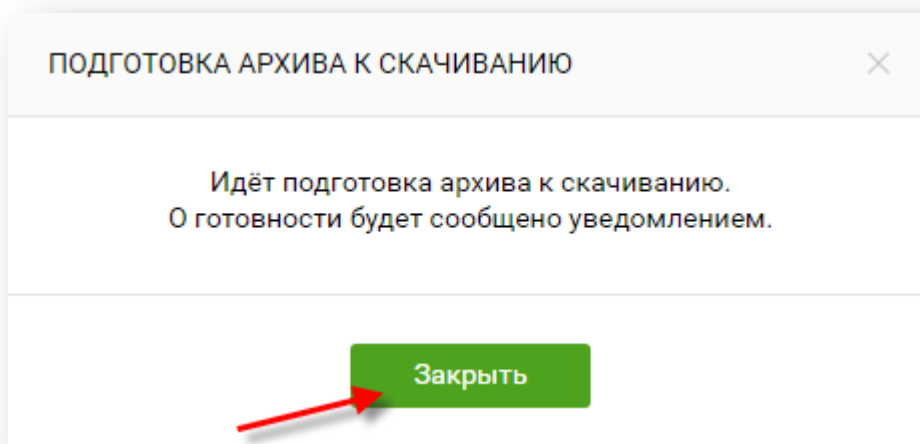 ПОДГОТОВКА АРХИВА К СКАЧИВАНИЮ
Идёт подготовка архива к скачиванию.
О готовности будет сообщено уведомлением.
Закрыть